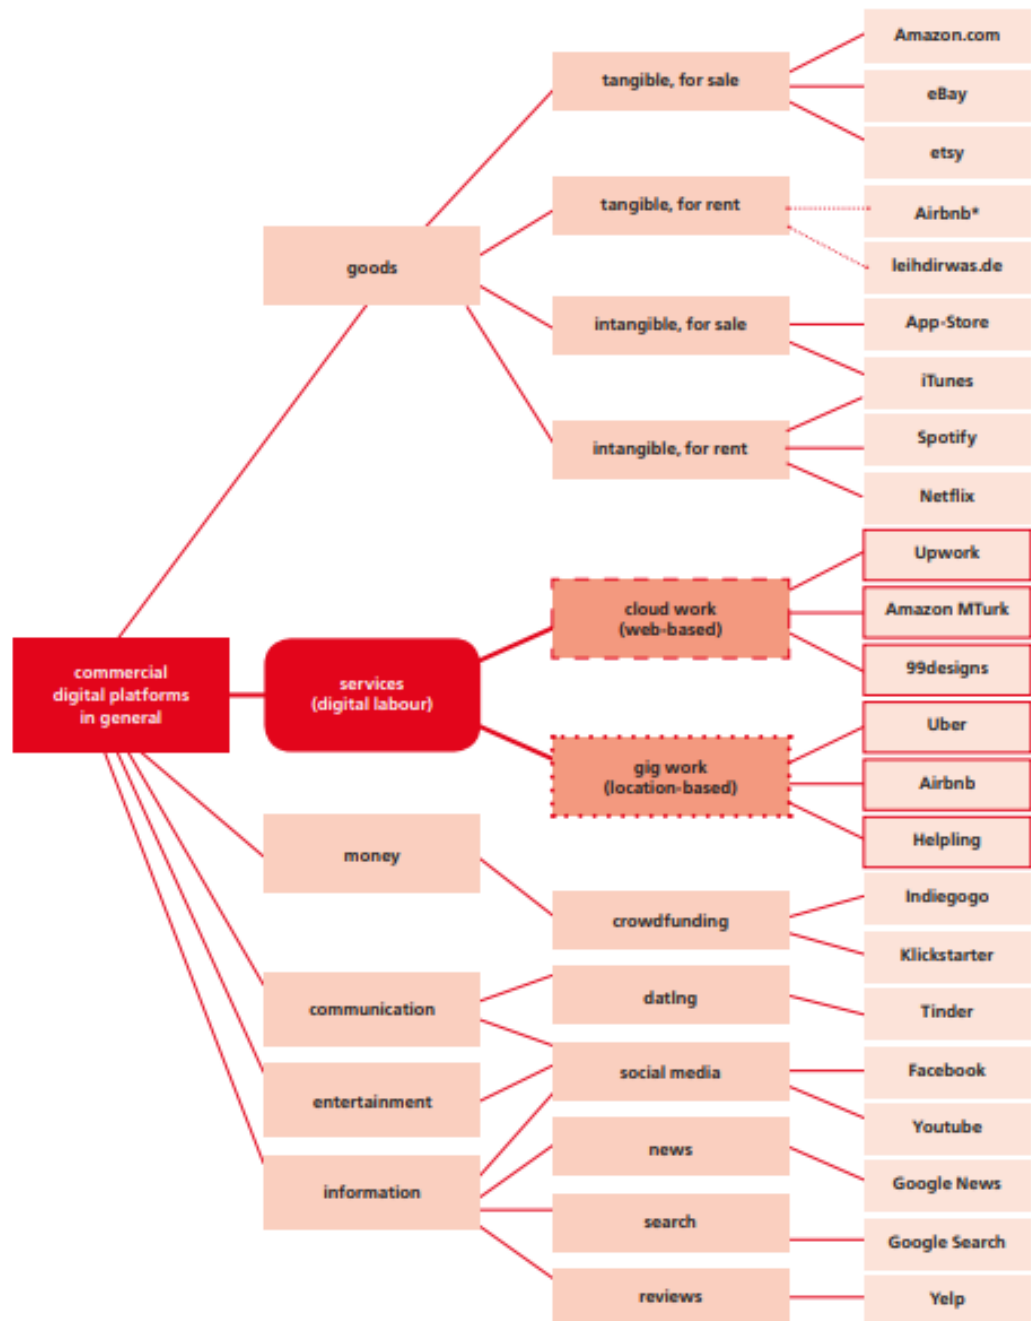 commercial
digital platforms
in general
goods
services
(digital labour)
money
communication
entertainment
information
tangible, for sale
tangible, for rent
intangible, for sale
intangible, for rent
cloud work
(web-based)
gig work
(location-based)
crowdfunding
datIng
social media
news
search
reviews
Amazon.com
eBay
etsy
Airbnb*
leihdirwas.de
App-Store
iTunes
Spotify
Netflix
Upwork
Amazon MTurk
99designs
Uber
Airbnb
Helpling
Indiegogo
Klickstarter
Tinder
Facebook
Youtube
Google News
Google Search
Yelp